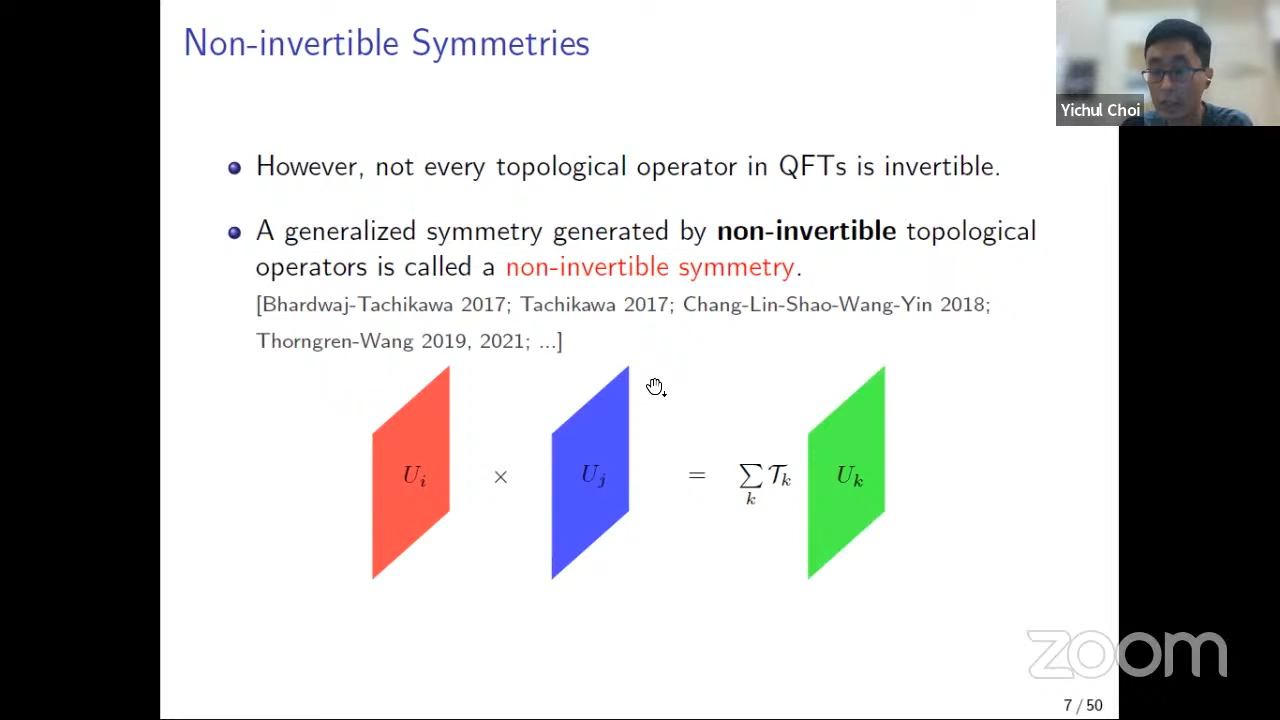 Non-invertible Symmetries
Yichul Choi
However, not every topological operator in QFTs is invertible.
A generalized symmetry generated by non-invertible topological
operators is called a non-invertible symmetry.
[Bhardwaj-Tachikawa 2017; Tachikawa 2017; Chang-Lin-Shao-Wang-Yin 2018;
Thorngren-Wang 2019, 2021; ...]
U_i × U_j = ∑_k 𝒯_k U_k
zoom
7 / 50